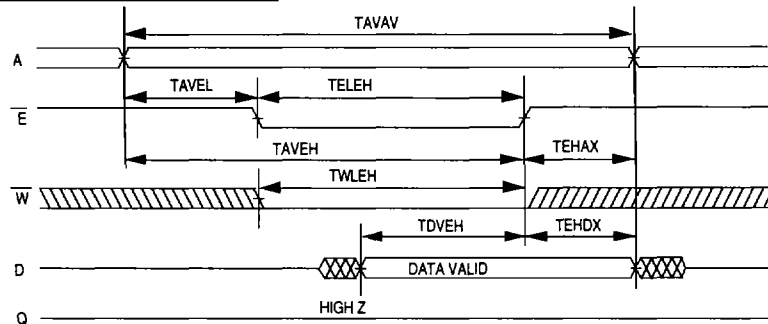 TAVAV
A
TAVEL TELEH
E
TAVEH TEHAX
TWLEH
W
TDVEH TEHDX
D DATA VALID
HIGH Z
Q